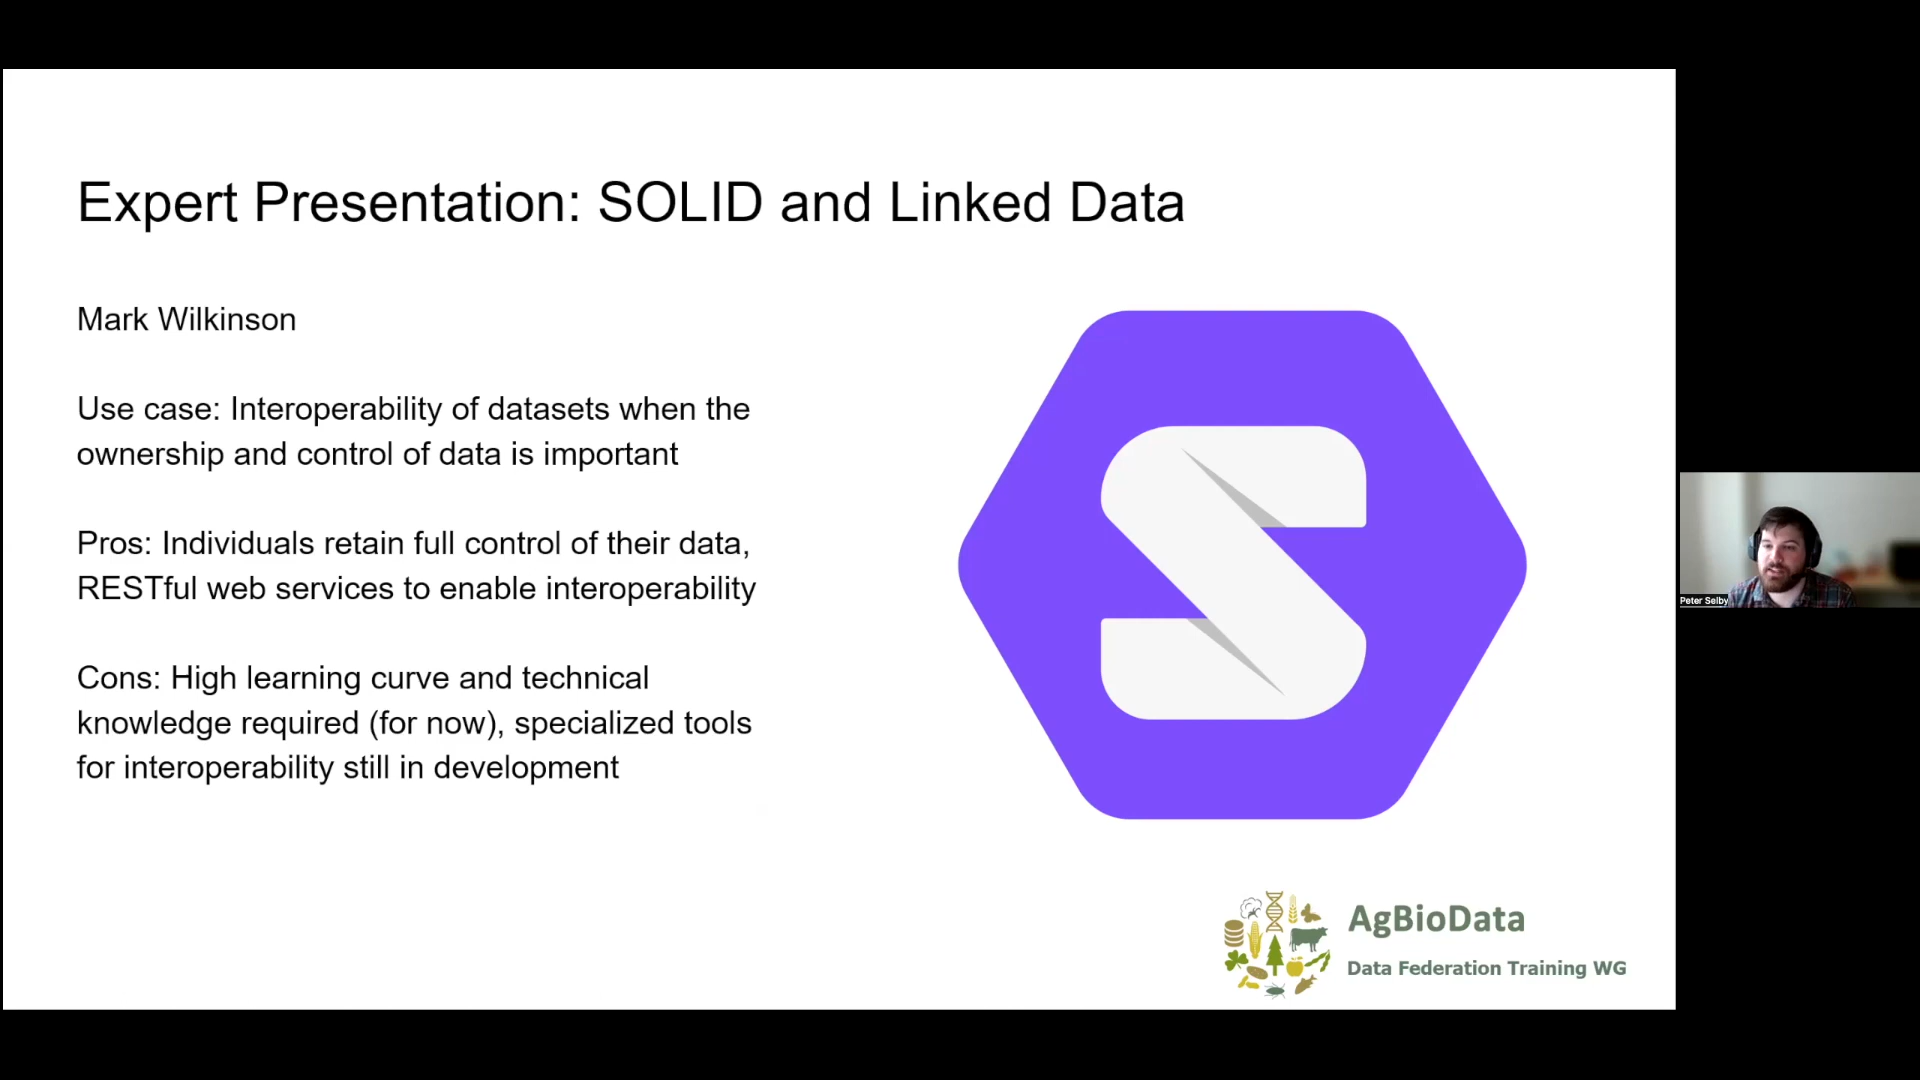 Expert Presentation: SOLID and Linked Data
Mark Wilkinson
Use case: Interoperability of datasets when the
ownership and control of data is important
Pros: Individuals retain full control of their data,
RESTful web services to enable interoperability
Cons: High learning curve and technical
knowledge required (for now), specialized tools
for interoperability still in development
AgBioData
Data Federation Training WG
Peter Selby